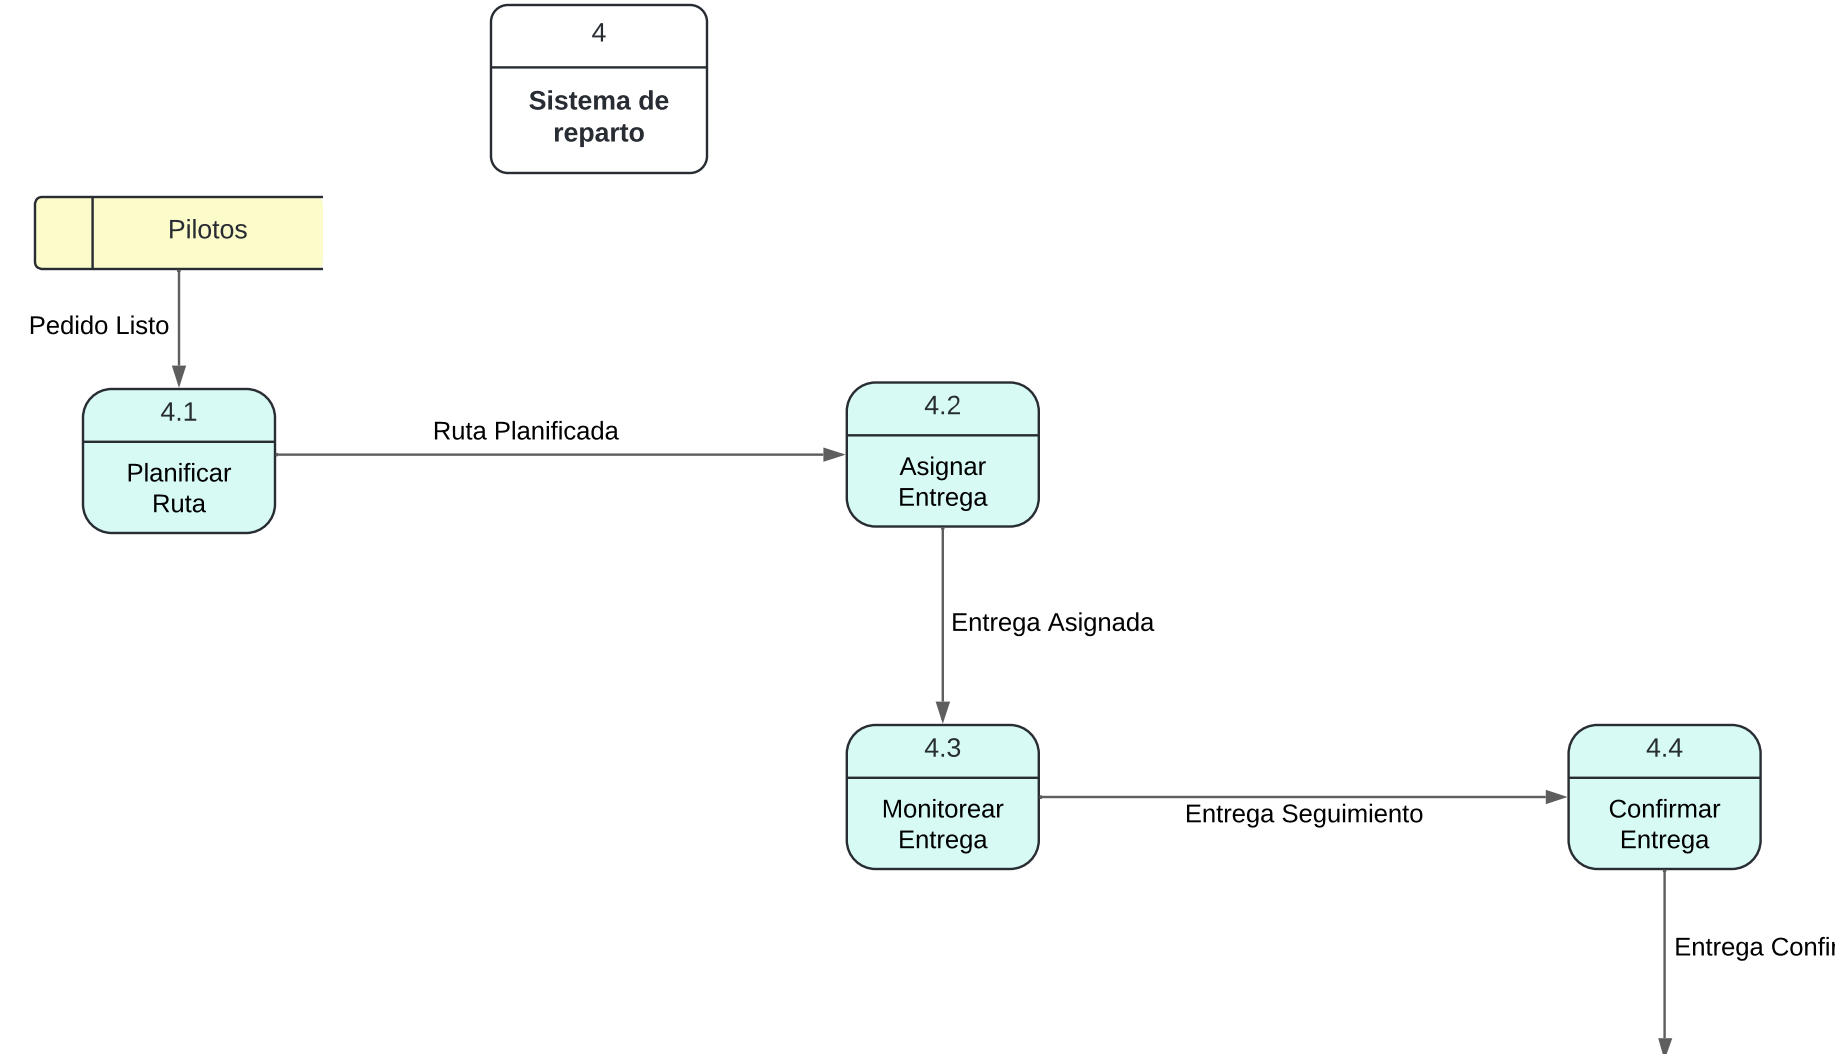 4
Sistema de
reparto
Pilotos
Pedido Listo
4.1
Planificar
Ruta
Ruta Planificada
4.2
Asignar
Entrega
Entrega Asignada
4.3
Monitorear
Entrega
Entrega Seguimiento
4.4
Confirmar
Entrega
Entrega